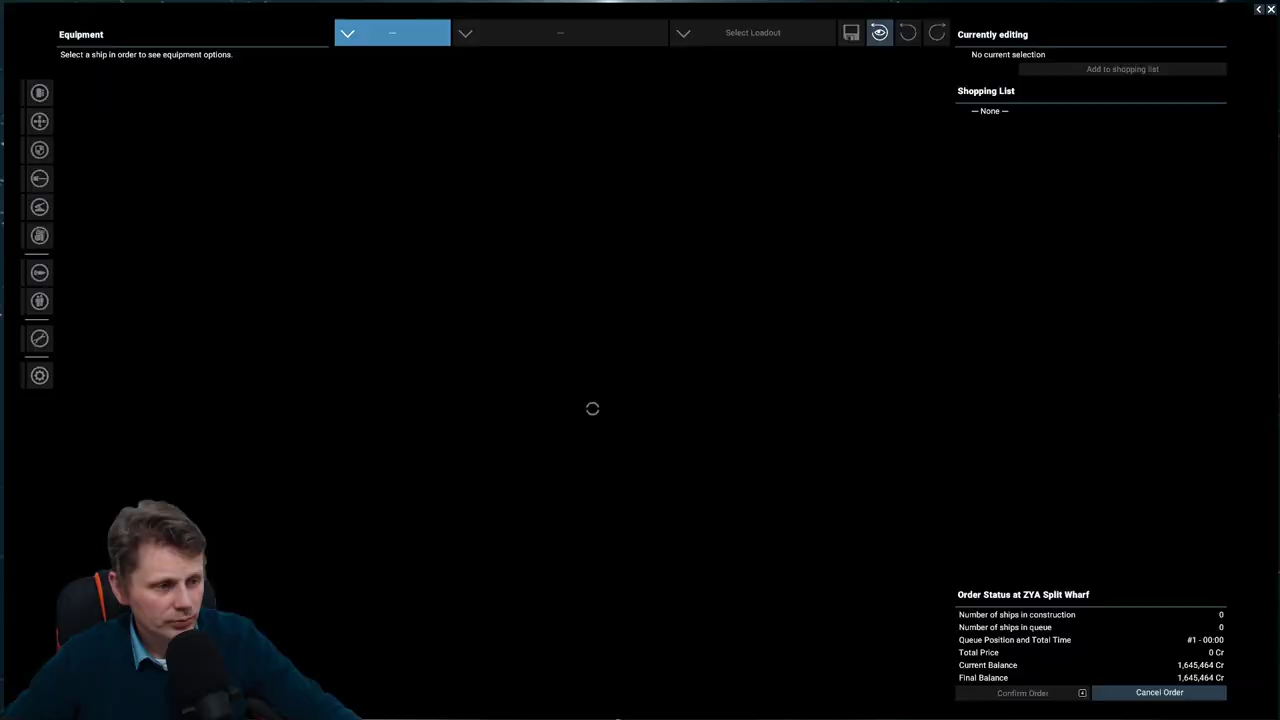 Equipment
Select a ship in order to see equipment options.
—
—
Select Loadout
Currently editing
No current selection
Add to shopping list
Shopping List
— None —
Order Status at ZYA Split Wharf
Number of ships in construction 0
Number of ships in queue 0
Queue Position and Total Time #1 - 00:00
Total Price 0 Cr
Current Balance 1,645,464 Cr
Final Balance 1,645,464 Cr
Confirm Order
Cancel Order